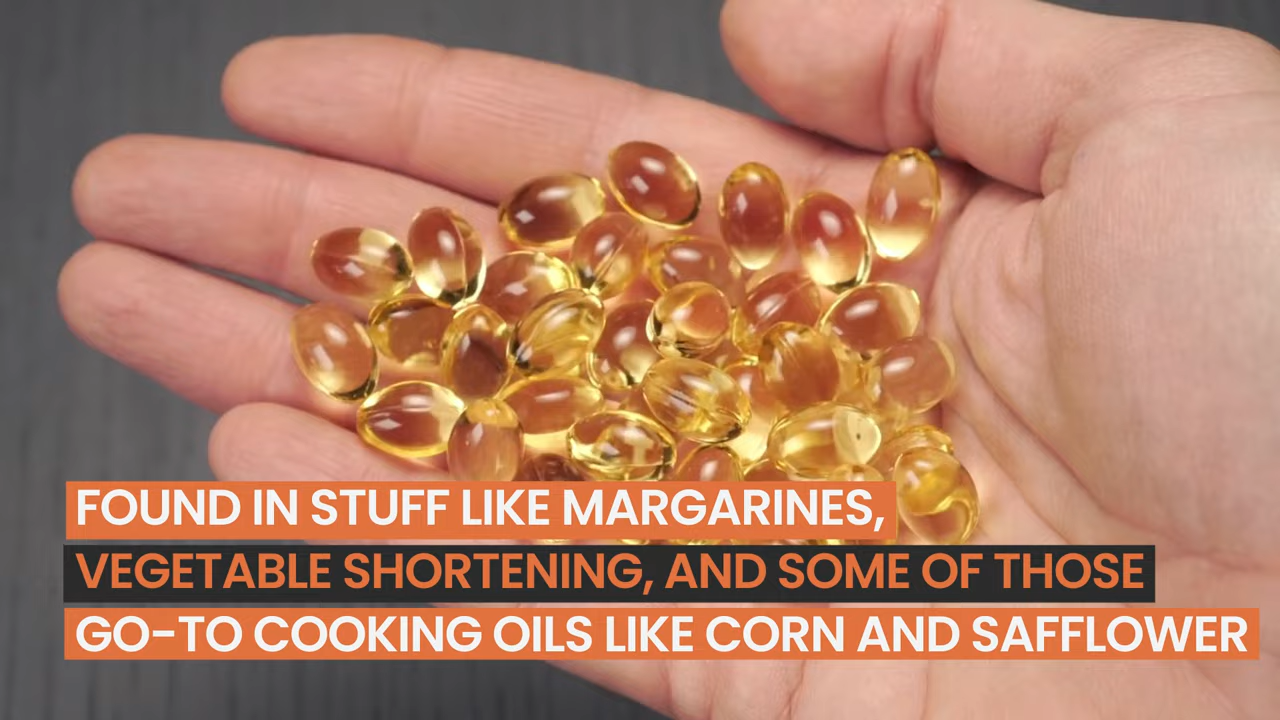 FOUND IN STUFF LIKE MARGARINES,
VEGETABLE SHORTENING, AND SOME OF THOSE
GO-TO COOKING OILS LIKE CORN AND SAFFLOWER